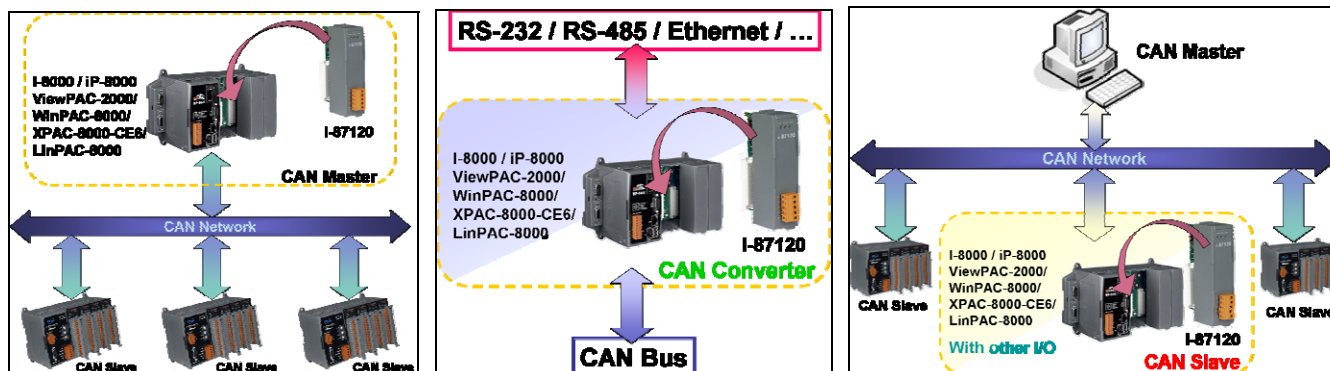 I-8000 / iP-8000
ViewPAC-2000/
WinPAC-8000/
XPAC-8000-CE6/
LinPAC-8000
I-87120
CAN Master
CAN Network
CAN Slave
CAN Slave
CAN Slave
RS-232 / RS-485 / Ethernet / ...
I-8000 / iP-8000
ViewPAC-2000/
WinPAC-8000/
XPAC-8000-CE6/
LinPAC-8000
I-87120
I-87120
CAN Converter
CAN Bus
CAN Master
CAN Network
CAN Slave
I-8000 / iP-8000
ViewPAC-2000/
WinPAC-8000/
XPAC-8000-CE6/
LinPAC-8000
With other I/O
I-87120
CAN Slave
CAN Slave